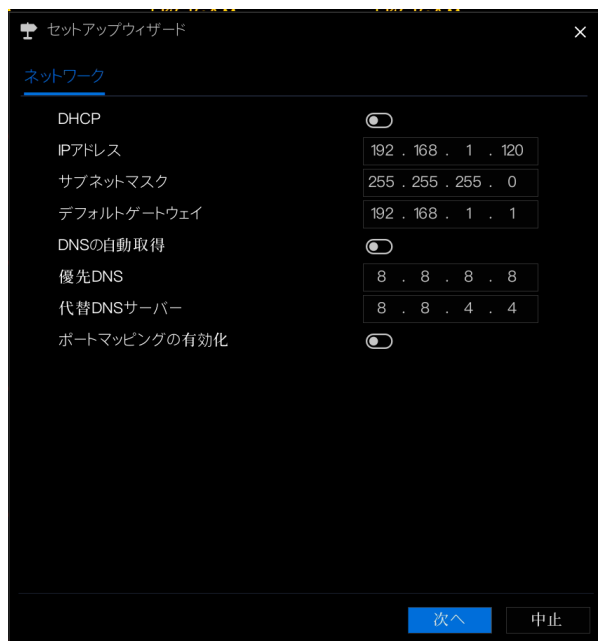 セットアップウィザード
ネットワーク
DHCP
IPアドレス 192 . 168 . 1 . 120
サブネットマスク 255 . 255 . 255 . 0
デフォルトゲートウェイ 192 . 168 . 1 . 1
DNSの自動取得
優先DNS 8 . 8 . 8 . 8
代替DNSサーバー 8 . 8 . 4 . 4
ポートマッピングの有効化
次へ 中止